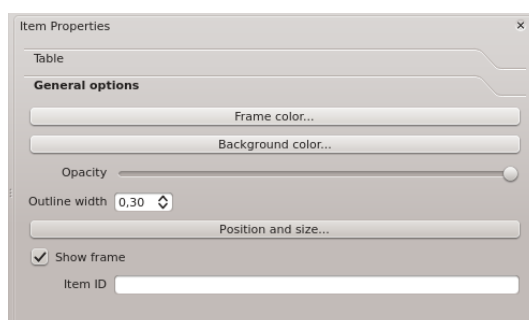 Item Properties
Table
General options
Frame color...
Background color...
Opacity
Outline width 0,30
Position and size...
Show frame
Item ID